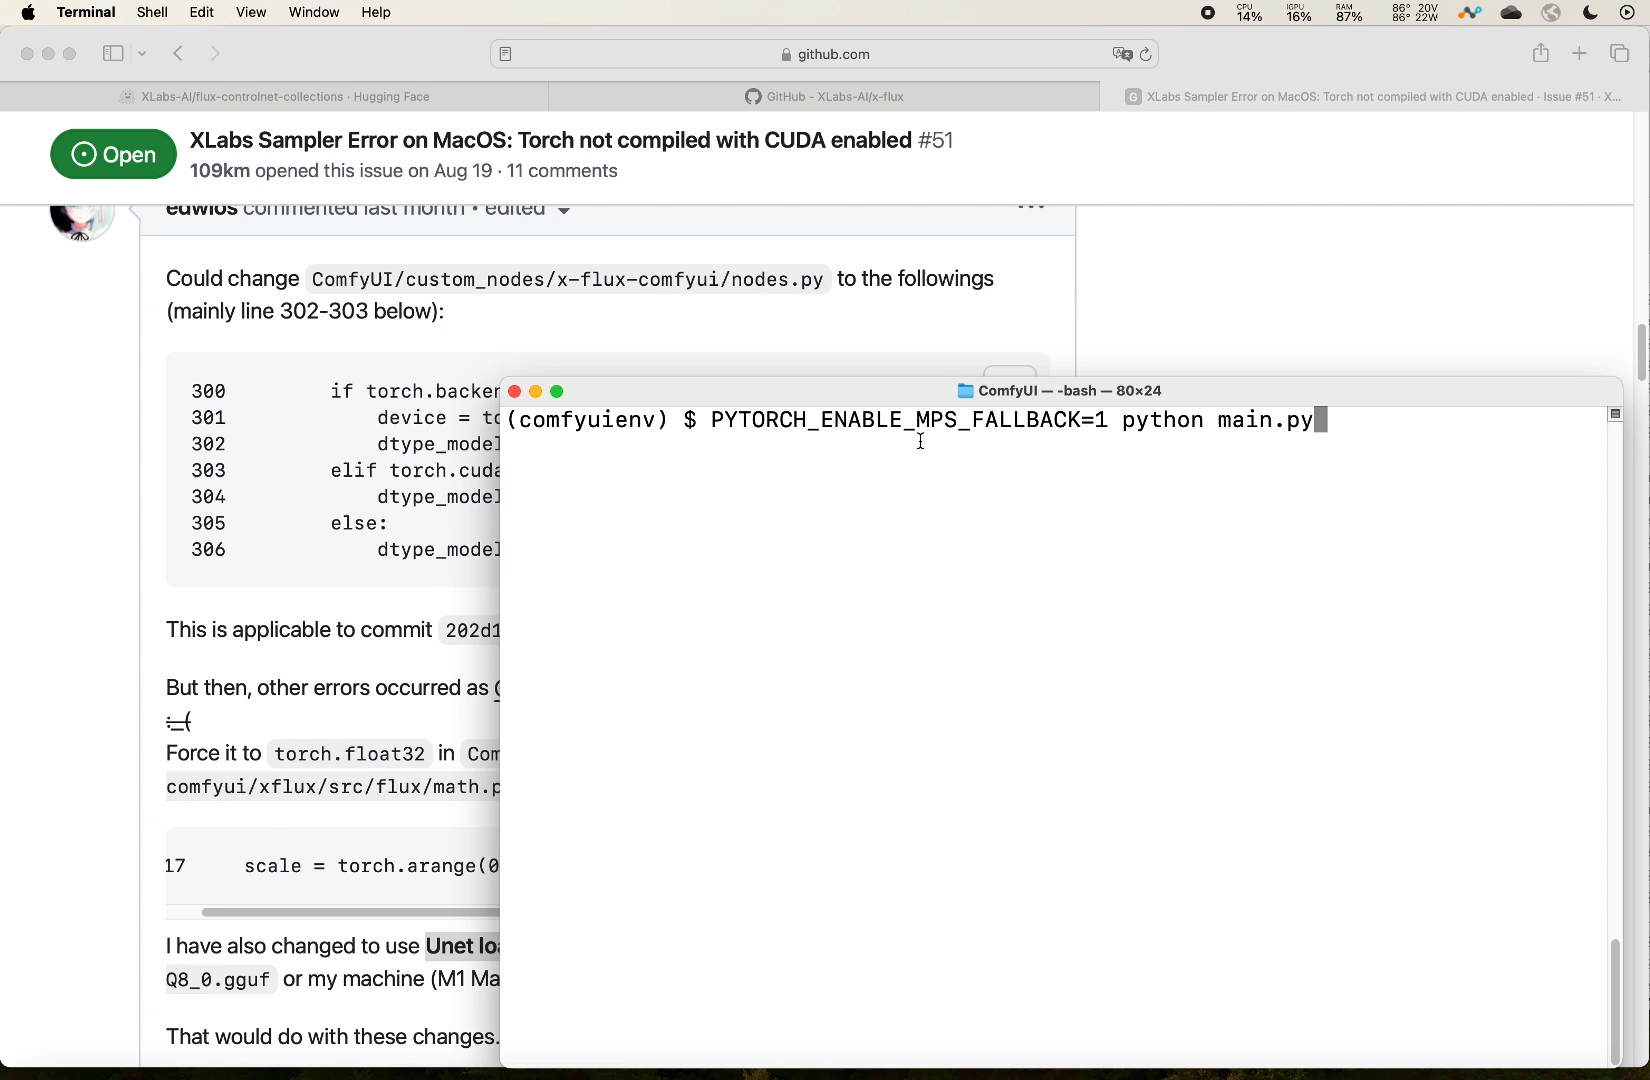 Terminal Shell Edit View Window Help
CPU 14% IGPU 16% RAM 87% 86° 20V 86° 22W
github.com
XLabs-AI/flux-controlnet-collections · Hugging Face
GitHub - XLabs-AI/x-flux
G XLabs Sampler Error on MacOS: Torch not compiled with CUDA enabled · Issue #51 · X...
Open
XLabs Sampler Error on MacOS: Torch not compiled with CUDA enabled #51
109km opened this issue on Aug 19 · 11 comments
edwios commented last month • edited
Could change ComfyUI/custom_nodes/x-flux-comfyui/nodes.py to the followings
(mainly line 302-303 below):
300 if torch.backen
301 device = to
302 dtype_model
303 elif torch.cuda
304 dtype_model
305 else:
306 dtype_model
This is applicable to commit 202d1
But then, other errors occurred as
:_(
Force it to torch.float32 in Com
comfyui/xflux/src/flux/math.p
17 scale = torch.arange(0
I have also changed to use Unet loa
Q8_0.gguf or my machine (M1 Ma
That would do with these changes.
ComfyUI — -bash — 80×24
(comfyuienv) $ PYTORCH_ENABLE_MPS_FALLBACK=1 python main.py